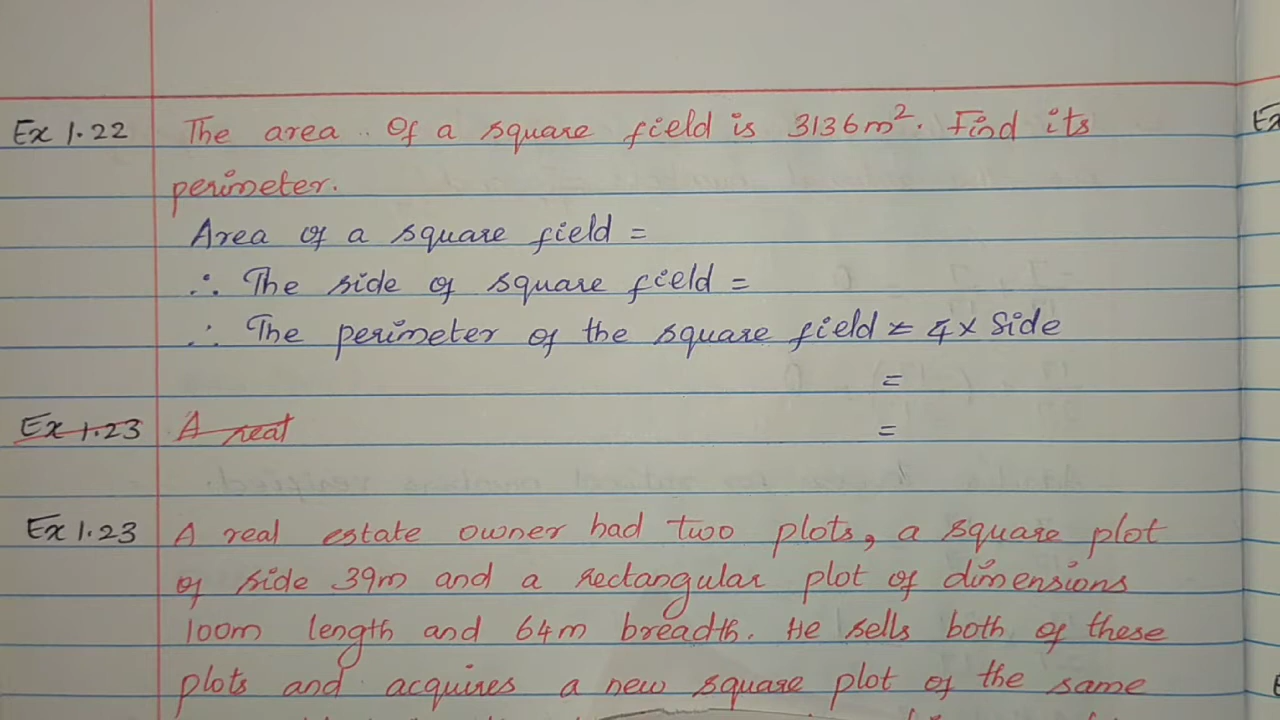 Ex 1.22 The area of a square field is 3136m². Find its
perimeter.
Area of a square field =
∴ The side of square field =
∴ The perimeter of the square field = 4 × Side
=
Ex 1.23 A reat
=
Ex 1.23 A real estate owner had two plots, a square plot
of side 39m and a rectangular plot of dimensions
100m length and 64m breadth. He sells both of these
plots and acquires a new square plot of the same